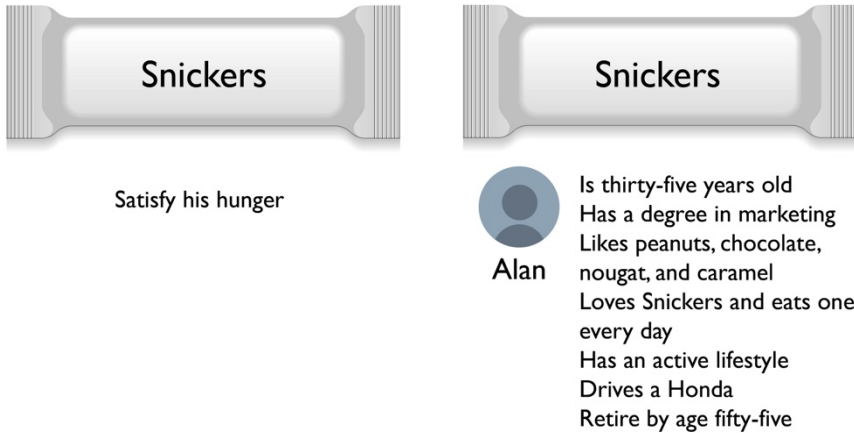 Snickers
Satisfy his hunger
Snickers
Alan
Is thirty-five years old
Has a degree in marketing
Likes peanuts, chocolate,
nougat, and caramel
Loves Snickers and eats one
every day
Has an active lifestyle
Drives a Honda
Retire by age fifty-five